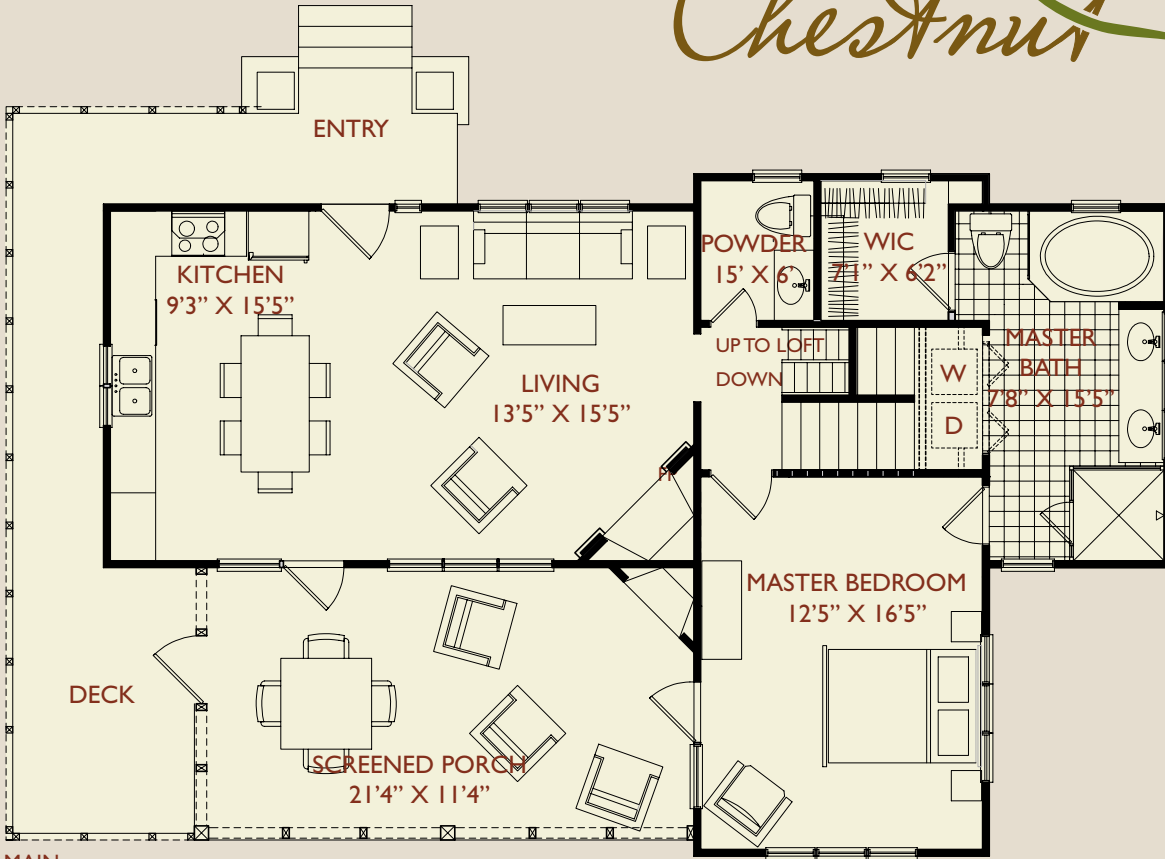 Chestnut
ENTRY
KITCHEN
9'3” X 15'5”
LIVING
13'5” X 15'5”
POWDER
15' X 6'
WIC
7'1” X 6'2”
UP TO LOFT
DOWN
W
D
MASTER
BATH
7'8” X 15'5”
MASTER BEDROOM
12'5” X 16'5”
DECK
SCREENED PORCH
21'4” X 11'4”
MAIN